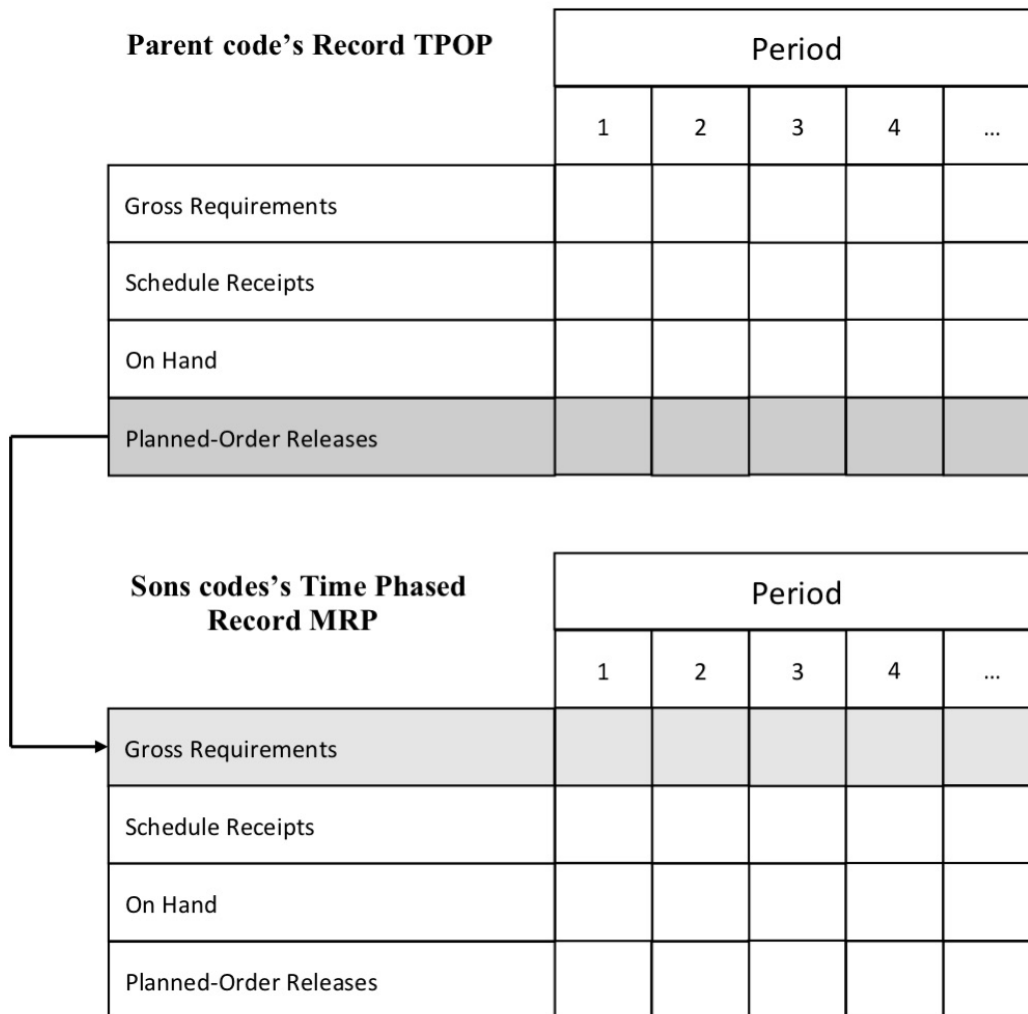 Parent code's Record TPOP
Period
1 2 3 4 ...
Gross Requirements
Schedule Receipts
On Hand
Planned-Order Releases
Sons codes's Time Phased
Record MRP
Period
1 2 3 4 ...
Gross Requirements
Schedule Receipts
On Hand
Planned-Order Releases